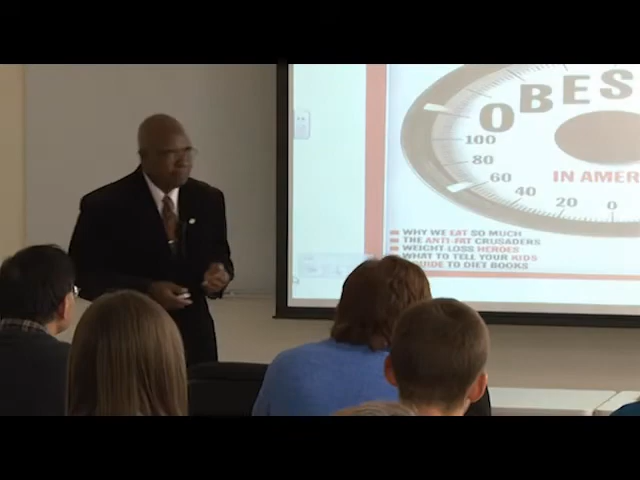 OBES
IN AMER
100
80
60
40
20
0
WHY WE EAT SO MUCH
THE ANTI-FAT CRUSADERS
WEIGHT-LOSS HEROES
WHAT TO TELL YOUR KIDS
GUIDE TO DIET BOOKS